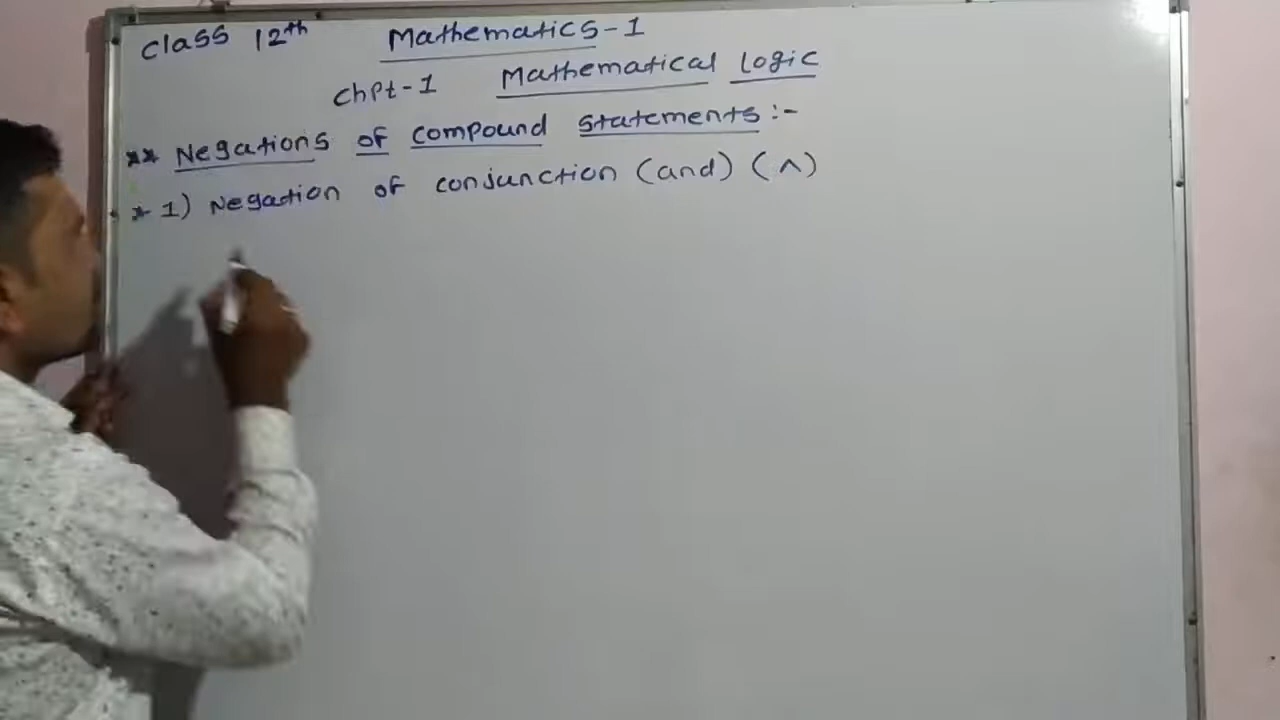 Class 12th Mathematics-1
Chpt-1 Mathematical Logic
** Negations of compound statements :-
* 1) Negation of conjunction (and) (∧)